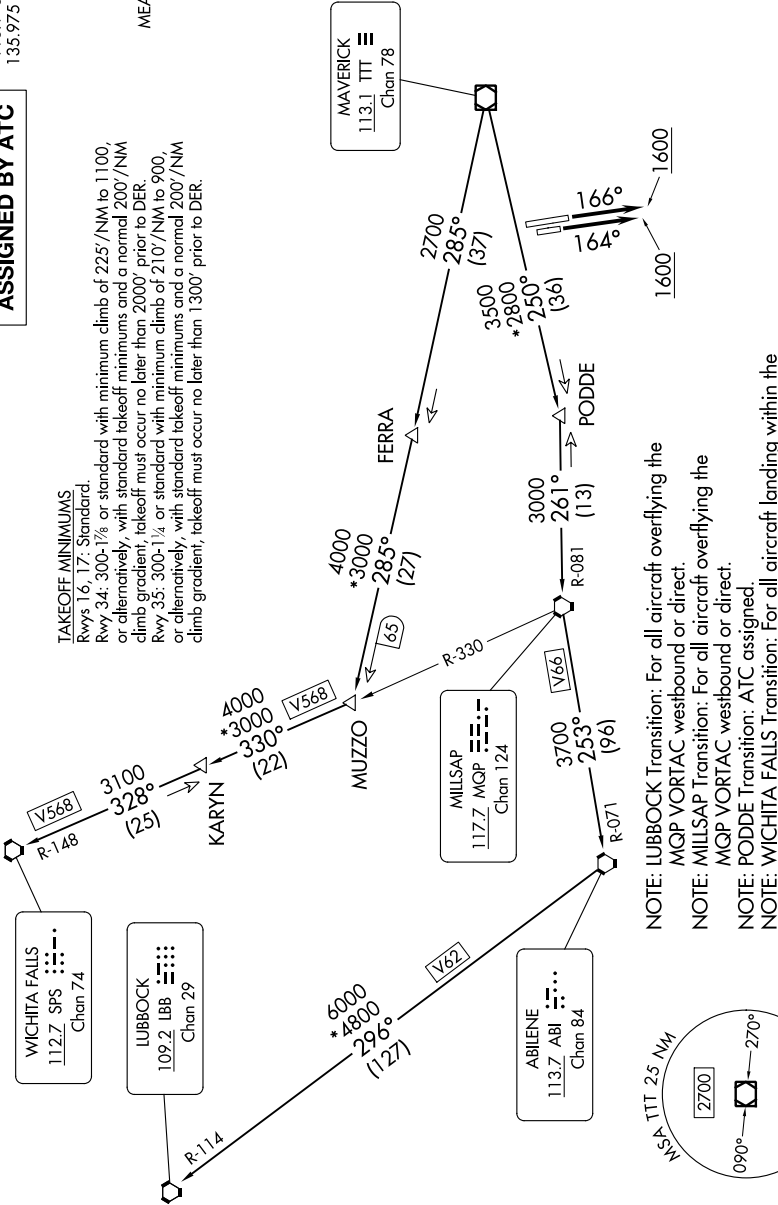 ASSIGNED BY ATC
135.975
MEA
TAKEOFF MINIMUMS
Rwys 16, 17: Standard.
Rwy 34: 300-1⅞ or standard with minimum climb of 225'/NM to 1100,
or alternatively, with standard takeoff minimums and a normal 200'/NM
climb gradient, takeoff must occur no later than 2000' prior to DER.
Rwy 35: 300-1¼ or standard with minimum climb of 210'/NM to 900,
or alternatively, with standard takeoff minimums and a normal 200'/NM
climb gradient, takeoff must occur no later than 1300' prior to DER.
WICHITA FALLS
112.7 SPS
Chan 74
R-148
V568
3100
328°
(25)
KARYN
4000
*3000
330°
(22)
V568
MUZZO
65
4000
*3000
285°
(27)
FERRA
2700
285°
(37)
MAVERICK
113.1 TTT
Chan 78
LUBBOCK
109.2 LBB
Chan 29
R-114
6000
*4800
296°
(127)
V62
ABILENE
113.7 ABI
Chan 84
R-071
3700
253°
(96)
V66
MILLSAP
117.7 MQP
Chan 124
R-330
R-081
3000
261°
(13)
PODDE
3500
*2800
250°
(36)
166°
164°
1600
1600
NOTE: LUBBOCK Transition: For all aircraft overflying the
MQP VORTAC westbound or direct.
NOTE: MILLSAP Transition: For all aircraft overflying the
MQP VORTAC westbound or direct.
NOTE: PODDE Transition: ATC assigned.
NOTE: WICHITA FALLS Transition: For all aircraft landing within the
MSA TTT 25 NM
2700
090°
270°